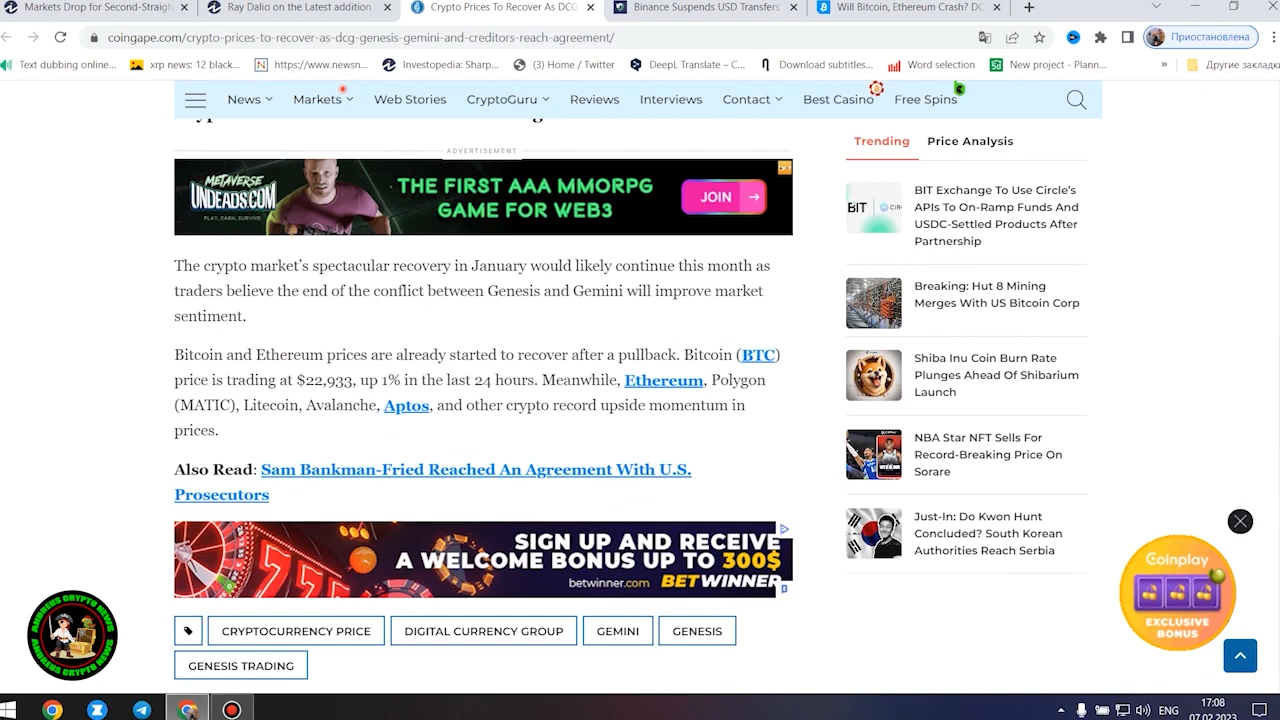 Markets Drop for Second-Straigh
Ray Dalio on the Latest addition
Crypto Prices To Recover As DCG
Binance Suspends USD Transfers
Will Bitcoin, Ethereum Crash? DC
coingape.com/crypto-prices-to-recover-as-dcg-genesis-gemini-and-creditors-reach-agreement/
Приостановлена
Text dubbing online...
xrp news: 12 black...
https://www.newsn...
Investopedia: Sharp...
(3) Home / Twitter
DeepL Translate – C...
Download subtitles...
Word selection
New project - Plann...
»
Другие закладки
News
Markets
Web Stories
CryptoGuru
Reviews
Interviews
Contact
Best Casino
Free Spins
ADVERTISEMENT
METAVERSE
UNDEADS.COM
PLAY, EARN, SURVIVE
THE FIRST AAA MMORPG
GAME FOR WEB3
JOIN →
The crypto market's spectacular recovery in January would likely continue this month as
traders believe the end of the conflict between Genesis and Gemini will improve market
sentiment.
Bitcoin and Ethereum prices are already started to recover after a pullback. Bitcoin (BTC)
price is trading at $22,933, up 1% in the last 24 hours. Meanwhile, Ethereum, Polygon
(MATIC), Litecoin, Avalanche, Aptos, and other crypto record upside momentum in
prices.
Also Read: Sam Bankman-Fried Reached An Agreement With U.S.
Prosecutors
SIGN UP AND RECEIVE
A WELCOME BONUS UP TO 300$
betwinner.com BETWINNER
CRYPTOCURRENCY PRICE
DIGITAL CURRENCY GROUP
GEMINI
GENESIS
GENESIS TRADING
Trending
Price Analysis
BIT
CIR
BIT Exchange To Use Circle's
APIs To On-Ramp Funds And
USDC-Settled Products After
Partnership
Breaking: Hut 8 Mining
Merges With US Bitcoin Corp
Shiba Inu Coin Burn Rate
Plunges Ahead Of Shibarium
Launch
NBA Star NFT Sells For
Record-Breaking Price On
Sorare
Just-In: Do Kwon Hunt
Concluded? South Korean
Authorities Reach Serbia
Coinplay
EXCLUSIVE
BONUS
ANDREUS CRYPTO NEWS
ANDREUS CRYPTO NEWS
ENG
17:08
07.02.2023